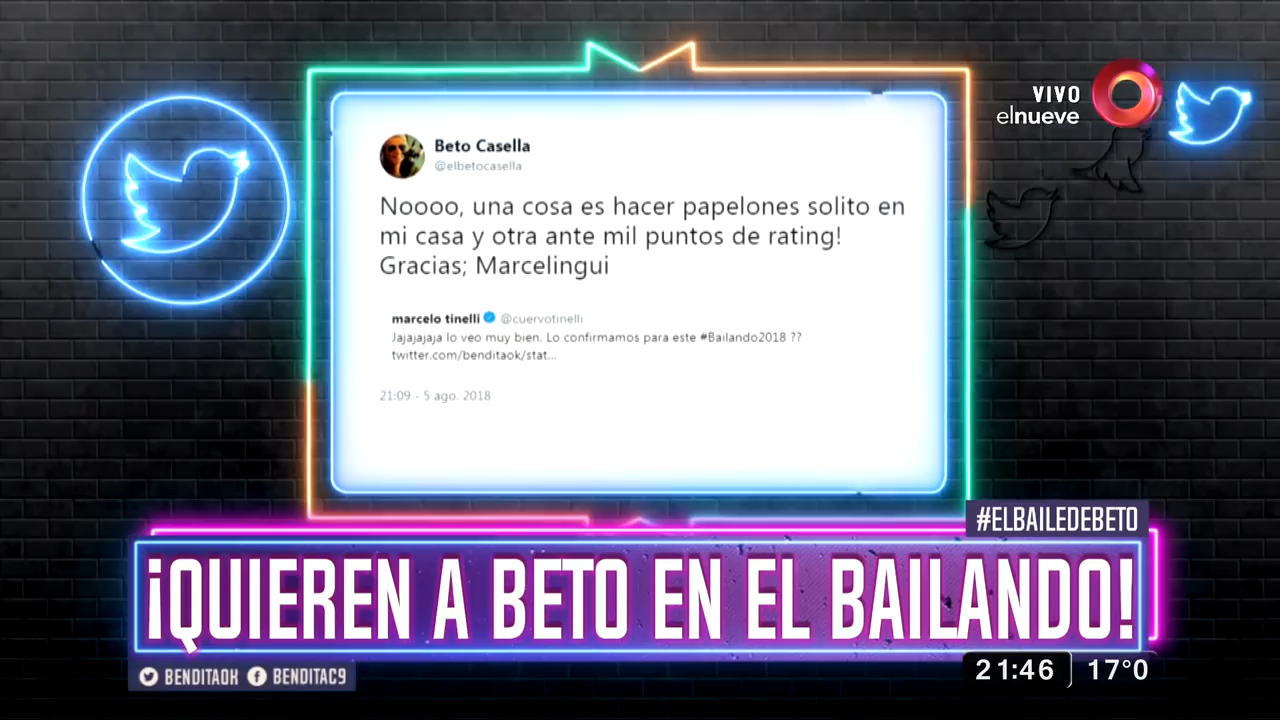 VIVO
elnueve
Beto Casella
@elbetocasella
Noooo, una cosa es hacer papelones solito en
mi casa y otra ante mil puntos de rating!
Gracias; Marcelingui
marcelo tinelli @cuervotinelli
Jajajajaja lo veo muy bien. Lo confirmamos para este #Bailando2018 ??
twitter.com/benditaok/stat...
21:09 - 5 ago. 2018
#ELBAILEDEBETO
¡QUIEREN A BETO EN EL BAILANDO!
BENDITAOK BENDITAC9
21:46 17°0